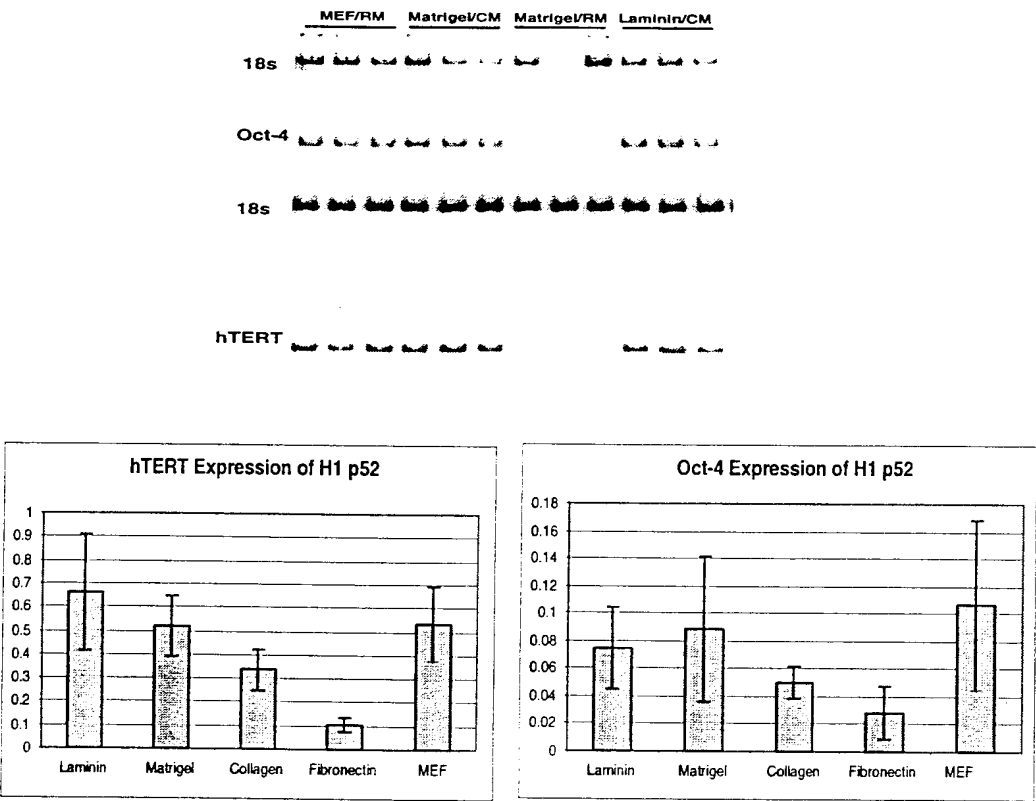 MEF/RM Matrigel/CM Matrigel/RM Laminin/CM
18s
Oct-4
18s
hTERT
hTERT Expression of H1 p52
1
0.9
0.8
0.7
0.6
0.5
0.4
0.3
0.2
0.1
0
Laminin Matrigel Collagen Fibronectin MEF
Oct-4 Expression of H1 p52
0.18
0.16
0.14
0.12
0.1
0.08
0.06
0.04
0.02
0
Laminin Matrigel Collagen Fibronectin MEF